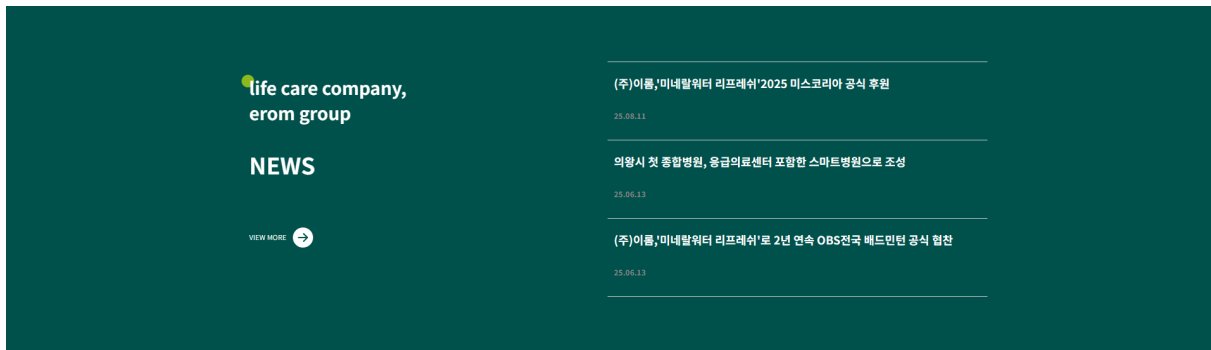 life care company,
erom group
NEWS
VIEW MORE
(주)이롬,'미네랄워터 리프레쉬'2025 미스코리아 공식 후원
25.08.11
의왕시 첫 종합병원, 응급의료센터 포함한 스마트병원으로 조성
25.06.13
(주)이롬,'미네랄워터 리프레쉬'로 2년 연속 OBS전국 배드민턴 공식 협찬
25.06.13